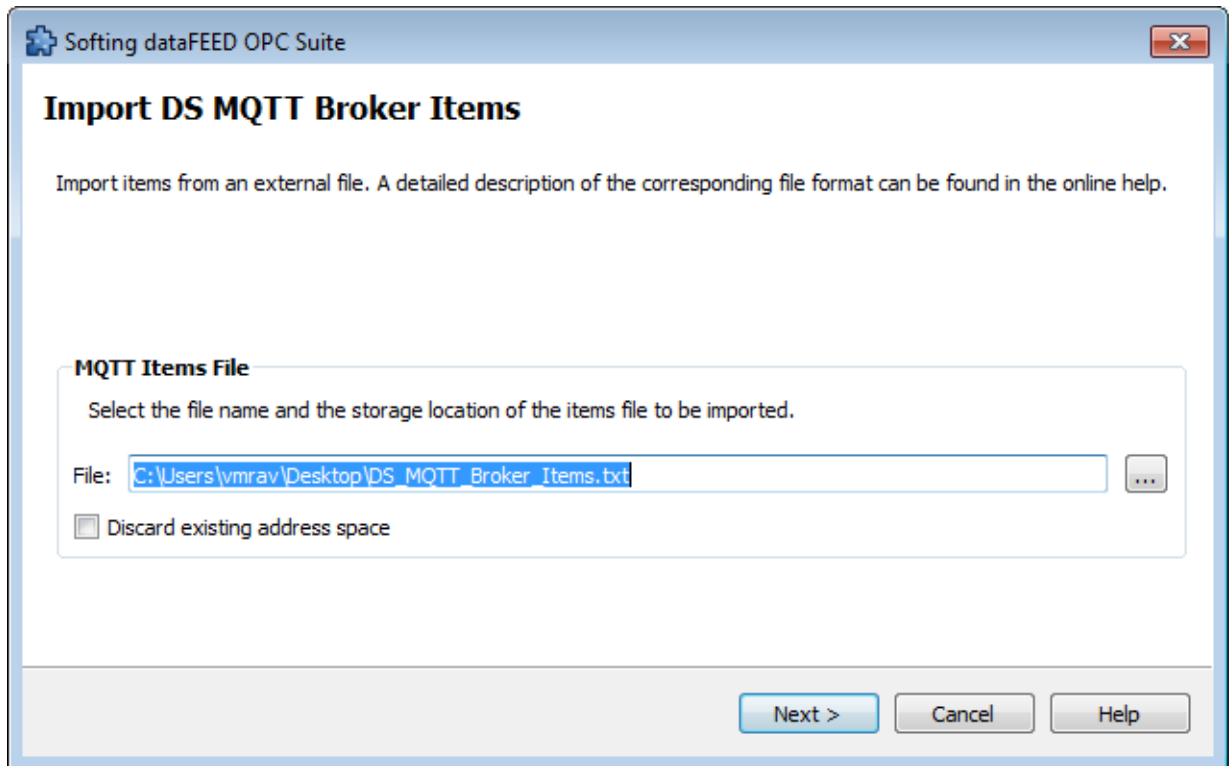 Softing dataFEED OPC Suite
Import DS MQTT Broker Items
Import items from an external file. A detailed description of the corresponding file format can be found in the online help.
MQTT Items File
Select the file name and the storage location of the items file to be imported.
File: C:\Users\vmrav\Desktop\DS_MQTT_Broker_Items.txt ...
Discard existing address space
Next > Cancel Help